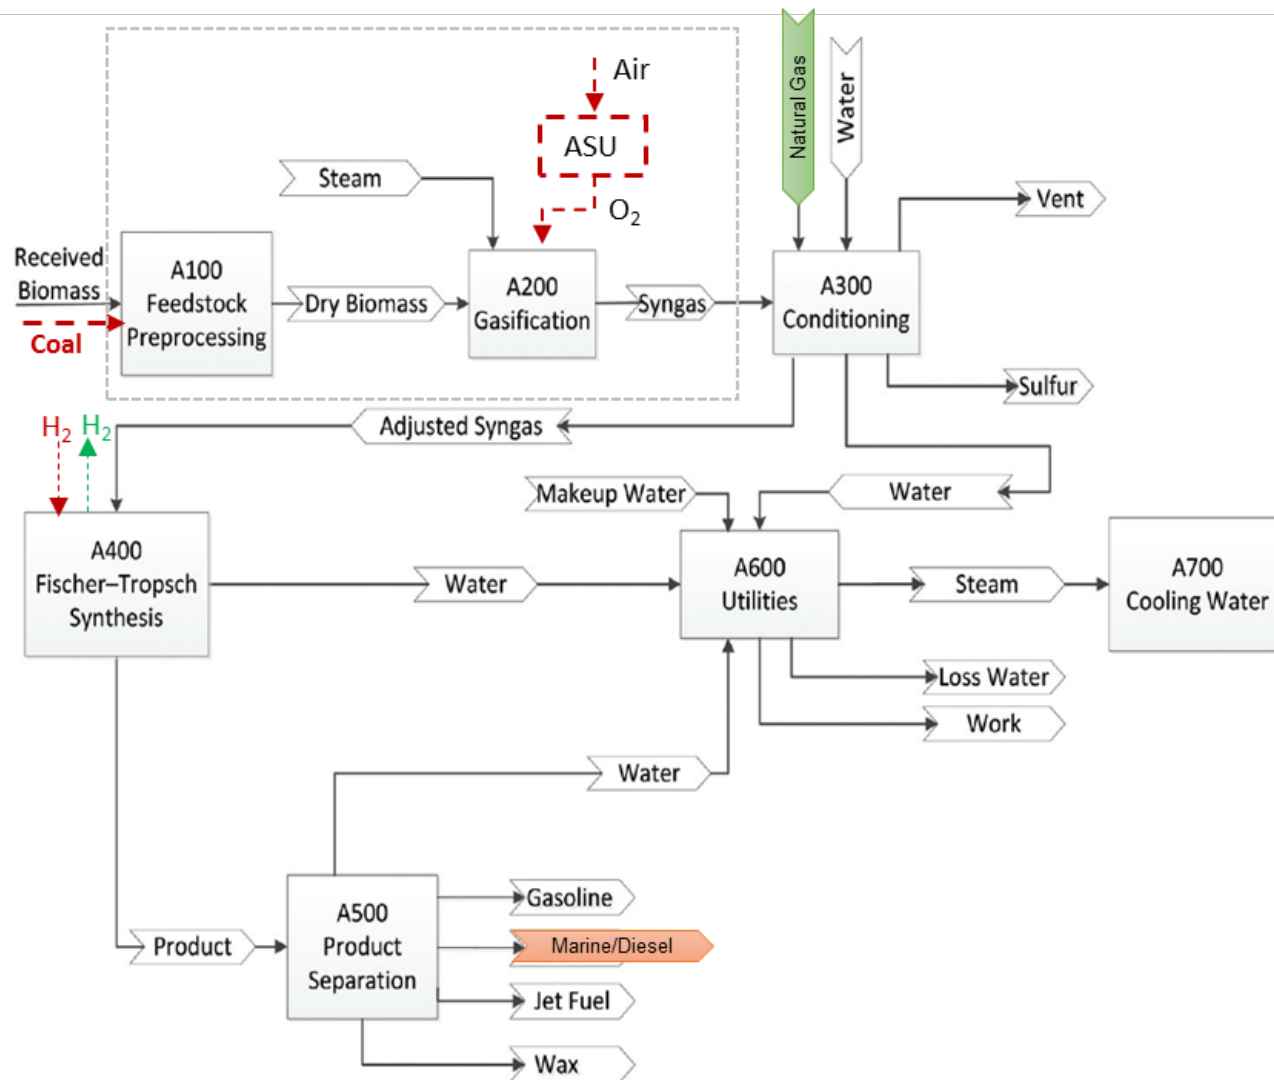 Air
ASU
O₂
Natural Gas
Water
Steam
Vent
Received
Biomass
Coal
A100
Feedstock
Preprocessing
Dry Biomass
A200
Gasification
Syngas
A300
Conditioning
Sulfur
H₂
H₂
Adjusted Syngas
Makeup Water
Water
A400
Fischer–Tropsch
Synthesis
Water
A600
Utilities
Steam
A700
Cooling Water
Loss Water
Work
Water
Product
A500
Product
Separation
Gasoline
Marine/Diesel
Jet Fuel
Wax